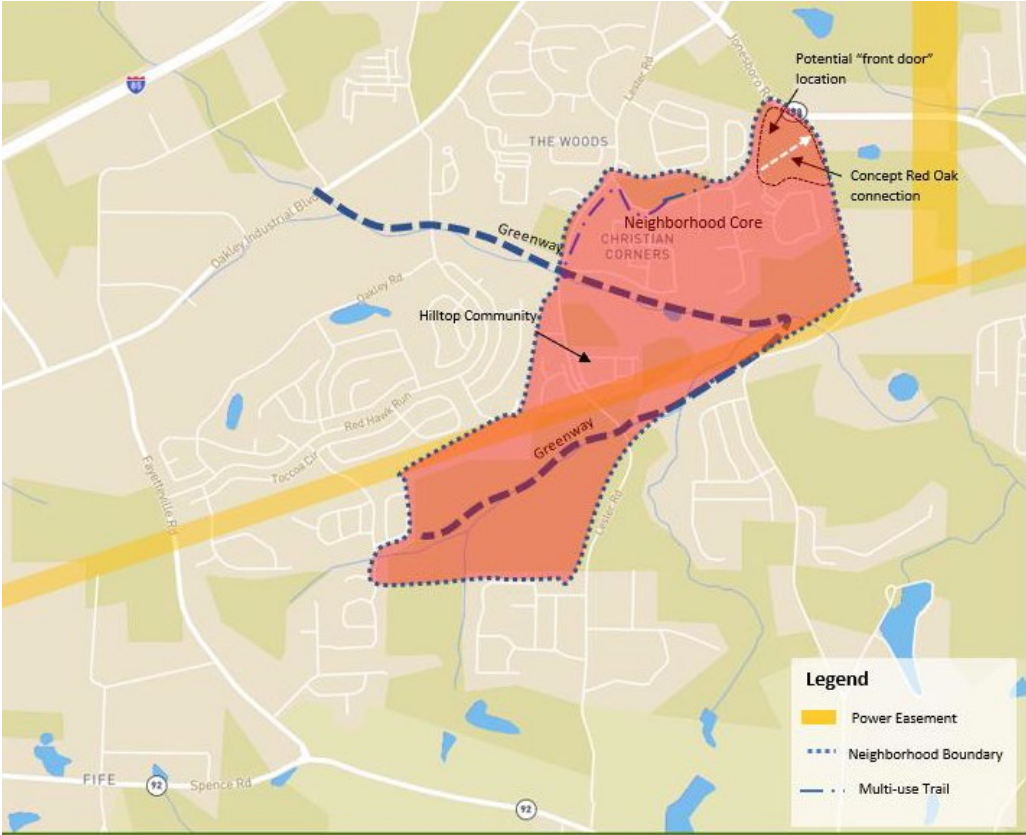 Jonesboro Rd
Potential "front door"
location
Lester Rd
85
THE WOODS
Concept Red Oak
connection
Neighborhood Core
Oakley Industrial Blvd
Greenway
CHRISTIAN
CORNERS
Oakley Rd
Hilltop Community
Red Hawk Run
Greenway
Toccoa Cir
Fayetteville Rd
Lester Rd
Legend
Power Easement
Neighborhood Boundary
Multi-use Trail
FIFE
92
Spence Rd
92